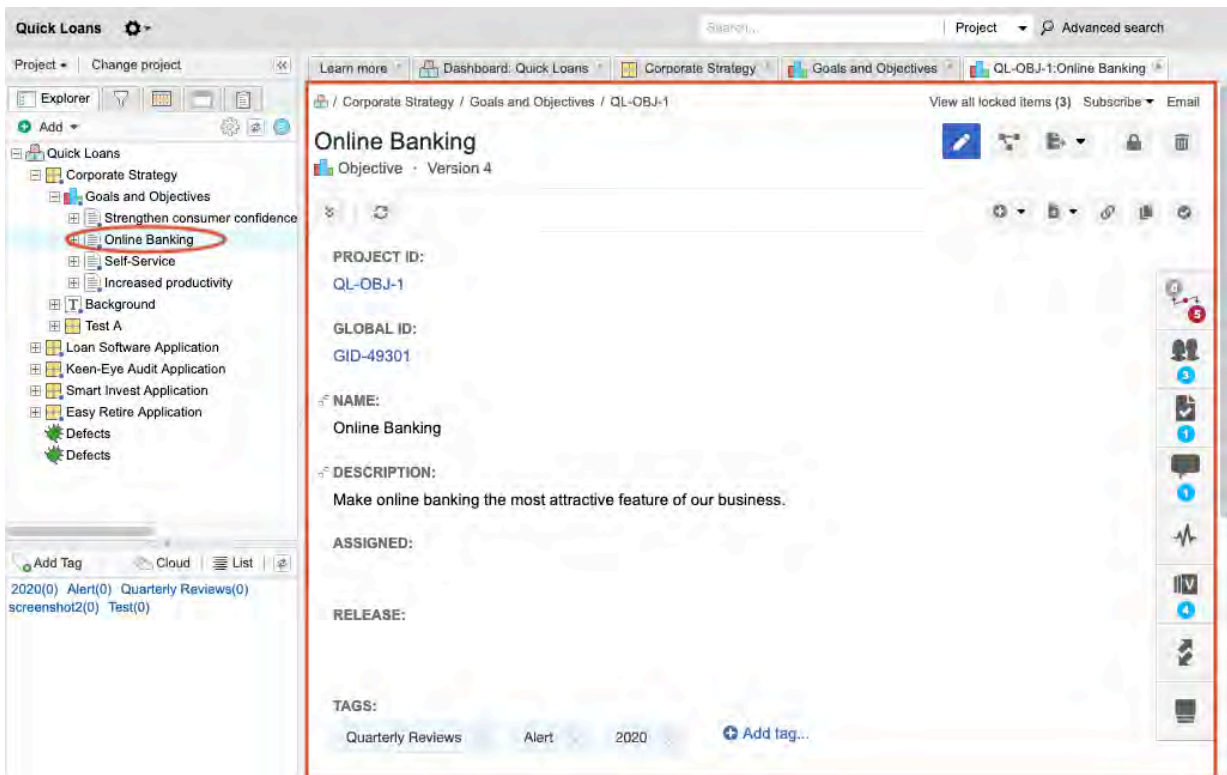 Quick Loans
Search...
Project
Advanced search
Project
Change project
Learn more
Dashboard: Quick Loans
Corporate Strategy
Goals and Objectives
QL-OBJ-1:Online Banking
Explorer
Add
Quick Loans
Corporate Strategy
Goals and Objectives
Strengthen consumer confidence
Online Banking
Self-Service
Increased productivity
Background
Test A
Loan Software Application
Keen-Eye Audit Application
Smart Invest Application
Easy Retire Application
Defects
Defects
Add Tag
Cloud
List
2020(0) Alert(0) Quarterly Reviews(0)
screenshot2(0) Test(0)
/ Corporate Strategy / Goals and Objectives / QL-OBJ-1
View all locked items (3) Subscribe Email
Online Banking
Objective · Version 4
PROJECT ID:
QL-OBJ-1
GLOBAL ID:
GID-49301
NAME:
Online Banking
DESCRIPTION:
Make online banking the most attractive feature of our business.
ASSIGNED:
RELEASE:
TAGS:
Quarterly Reviews Alert 2020 Add tag...
5
3
1
1
4